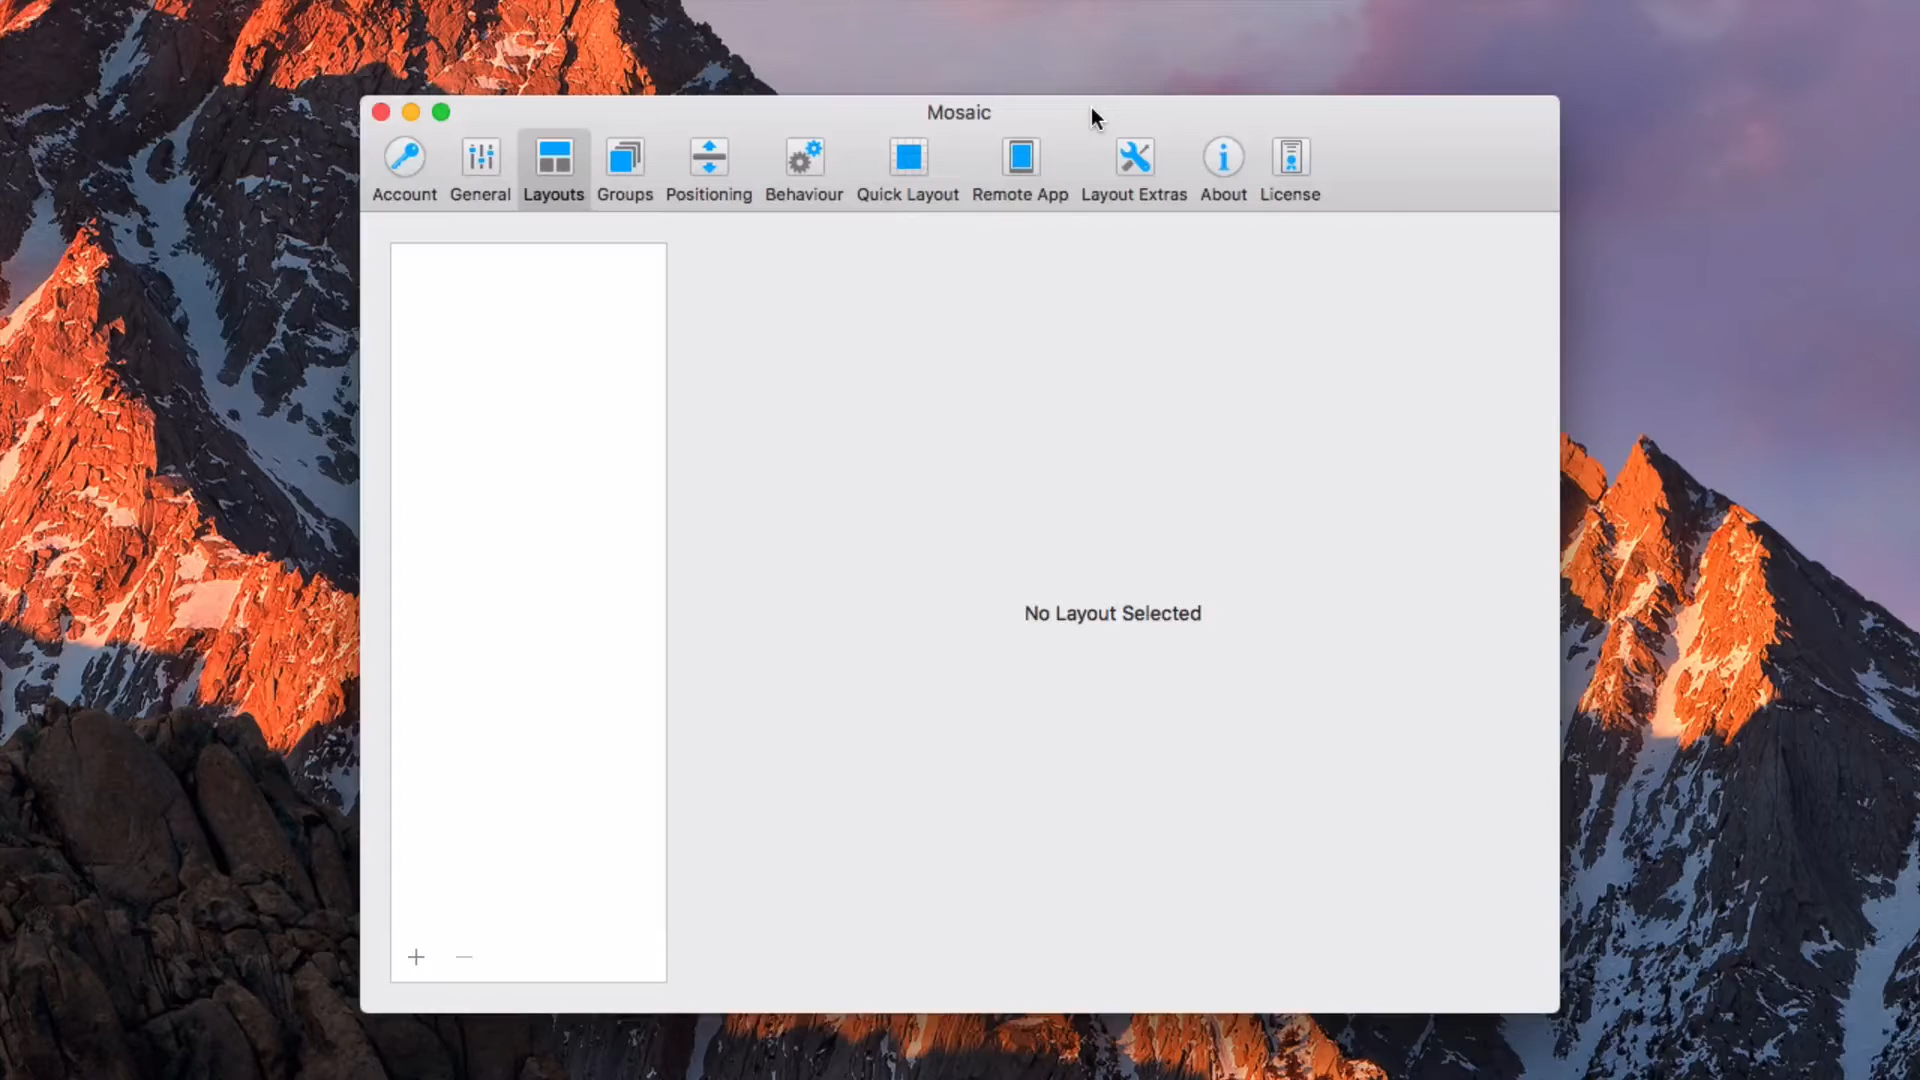 Mosaic
Account General Layouts Groups Positioning Behaviour Quick Layout Remote App Layout Extras About License
No Layout Selected